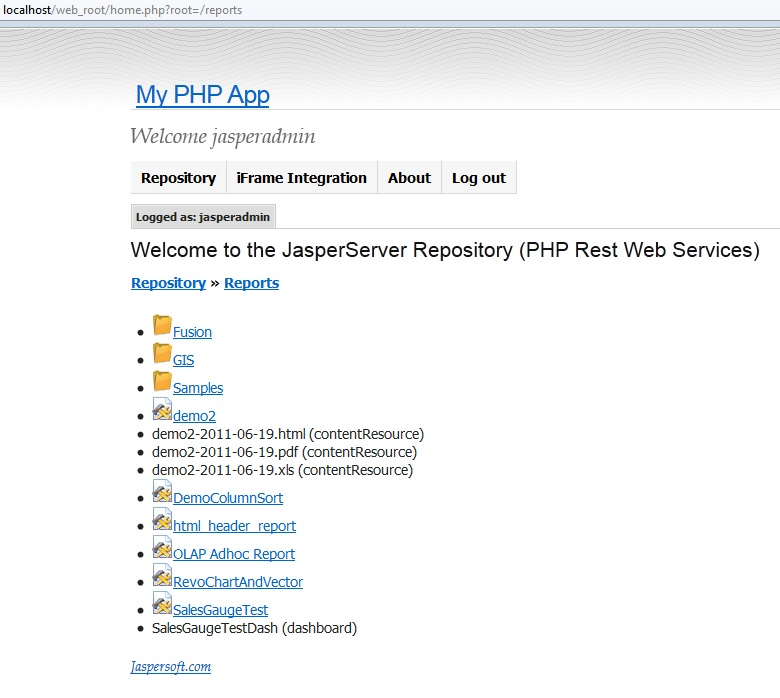 localhost/web_root/home.php?root=/reports
My PHP App
Welcome jasperadmin
Repository iFrame Integration About Log out
Logged as: jasperadmin
Welcome to the JasperServer Repository (PHP Rest Web Services)
Repository » Reports
Fusion
GIS
Samples
demo2
demo2-2011-06-19.html (contentResource)
demo2-2011-06-19.pdf (contentResource)
demo2-2011-06-19.xls (contentResource)
DemoColumnSort
html_header_report
OLAP Adhoc Report
RevoChartAndVector
SalesGaugeTest
SalesGaugeTestDash (dashboard)
Jaspersoft.com